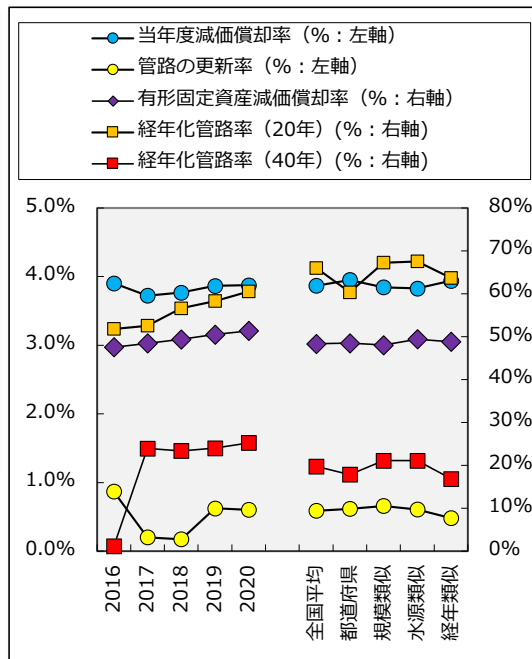 当年度減価償却率（%：左軸）
管路の更新率（%：左軸）
有形固定資産減価償却率（%：右軸）
経年化管路率（20年）(%：右軸)
経年化管路率（40年）(%：右軸)
5.0%
4.0%
3.0%
2.0%
1.0%
0.0%
80%
70%
60%
50%
40%
30%
20%
10%
0%
2016
2017
2018
2019
2020
全国平均
都道府県
規模類似
水源類似
経年類似